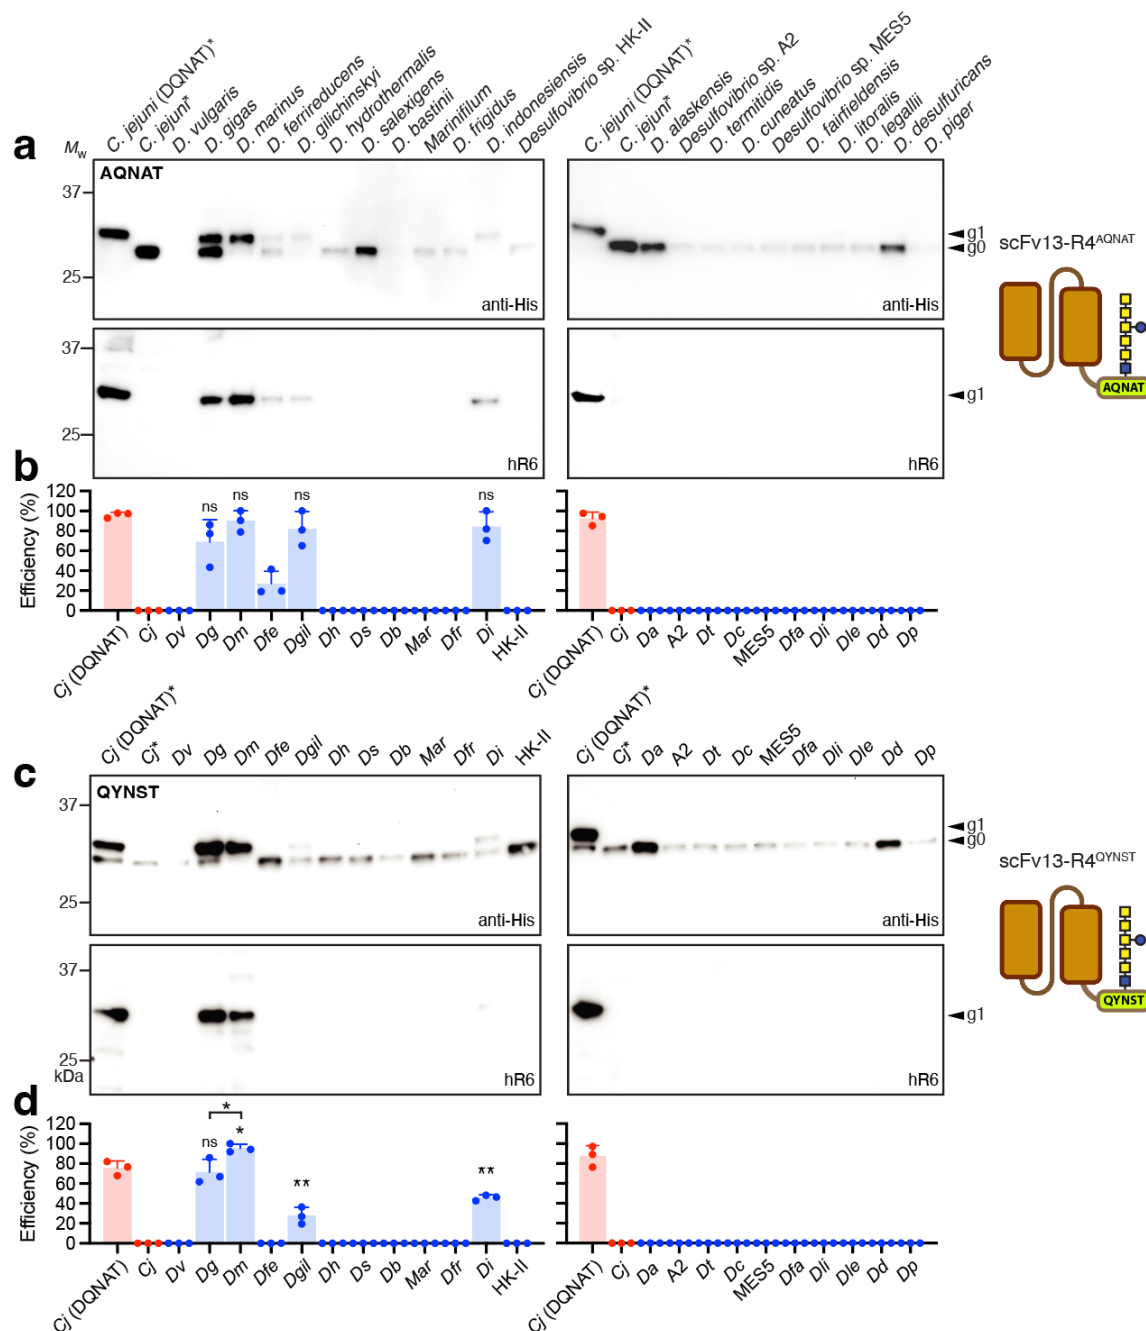 a
C. jejuni (DQNAT)*
C. jejuni*
D. vulgaris
D. gigas
D. marinus
D. ferrireducens
D. gilichinskyi
D. hydrothermalis
D. salexigens
D. bastinii
Marinifilum
D. frigidus
D. indonesiensis
Desulfovibrio sp. HK-II
C. jejuni (DQNAT)*
C. jejuni*
D. alaskensis
Desulfovibrio sp. A2
D. termitidis
D. cuneatus
Desulfovibrio sp. MES5
D. fairfieldensis
D. litoralis
D. legallii
D. desulfuricans
D. piger
Mw
AQNAT
37
25
anti-His
anti-His
g1
g0
scFv13-R4AQNAT
AQNAT
37
25
hR6
hR6
g1
b
Efficiency (%)
120
100
80
60
40
20
0
ns
ns
ns
ns
Cj (DQNAT)
Cj
Dv
Dg
Dm
Dfe
Dgil
Dh
Ds
Db
Mar
Dfr
Di
HK-II
Cj (DQNAT)
Cj
Da
A2
Dt
Dc
MES5
Dfa
Dli
Dle
Dd
Dp
c
Cj (DQNAT)*
Cj*
Dv
Dg
Dm
Dfe
Dgil
Dh
Ds
Db
Mar
Dfr
Di
HK-II
Cj (DQNAT)*
Cj*
Da
A2
Dt
Dc
MES5
Dfa
Dli
Dle
Dd
Dp
QYNST
37
25
anti-His
anti-His
g1
g0
scFv13-R4QYNST
QYNST
37
25
kDa
hR6
hR6
g1
d
Efficiency (%)
120
100
80
60
40
20
0
ns
*
*
**
**
Cj (DQNAT)
Cj
Dv
Dg
Dm
Dfe
Dgil
Dh
Ds
Db
Mar
Dfr
Di
HK-II
Cj (DQNAT)
Cj
Da
A2
Dt
Dc
MES5
Dfa
Dli
Dle
Dd
Dp